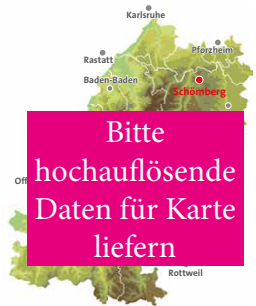 Karlsruhe
Pforzheim
Rastatt
Baden-Baden
Schömberg
Bitte
hochauflösende
Daten für Karte
liefern
Off
Rottweil